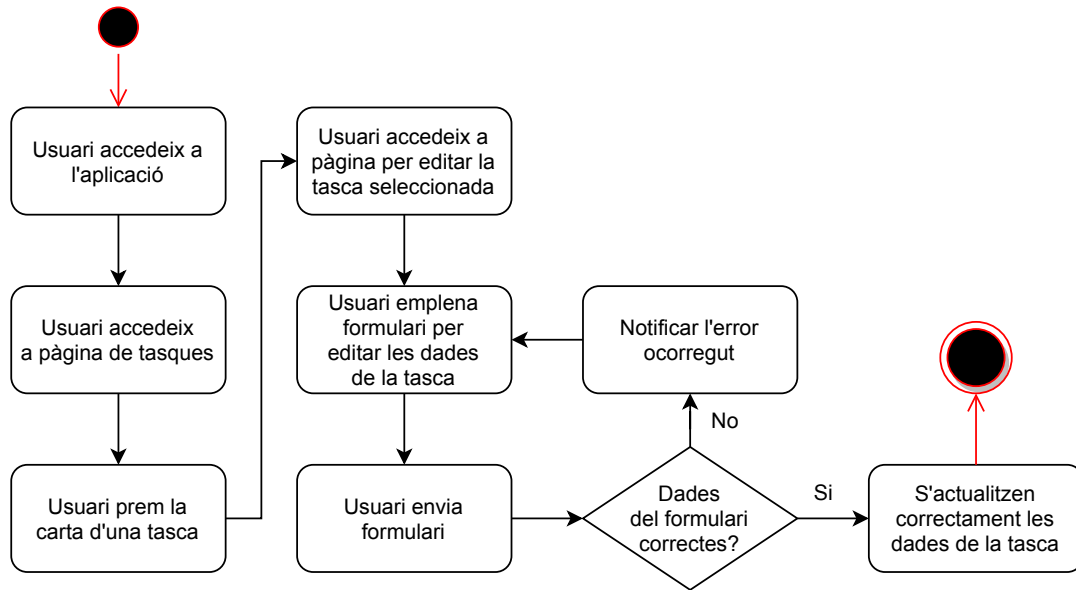 Usuari accedeix a
l'aplicació
Usuari accedeix
a pàgina de tasques
Usuari prem la
carta d'una tasca
Usuari accedeix a
pàgina per editar la
tasca seleccionada
Usuari emplena
formulari per
editar les dades
de la tasca
Usuari envia
formulari
Dades
del formulari
correctes?
No
Notificar l'error
ocorregut
Si
S'actualitzen
correctament les
dades de la tasca